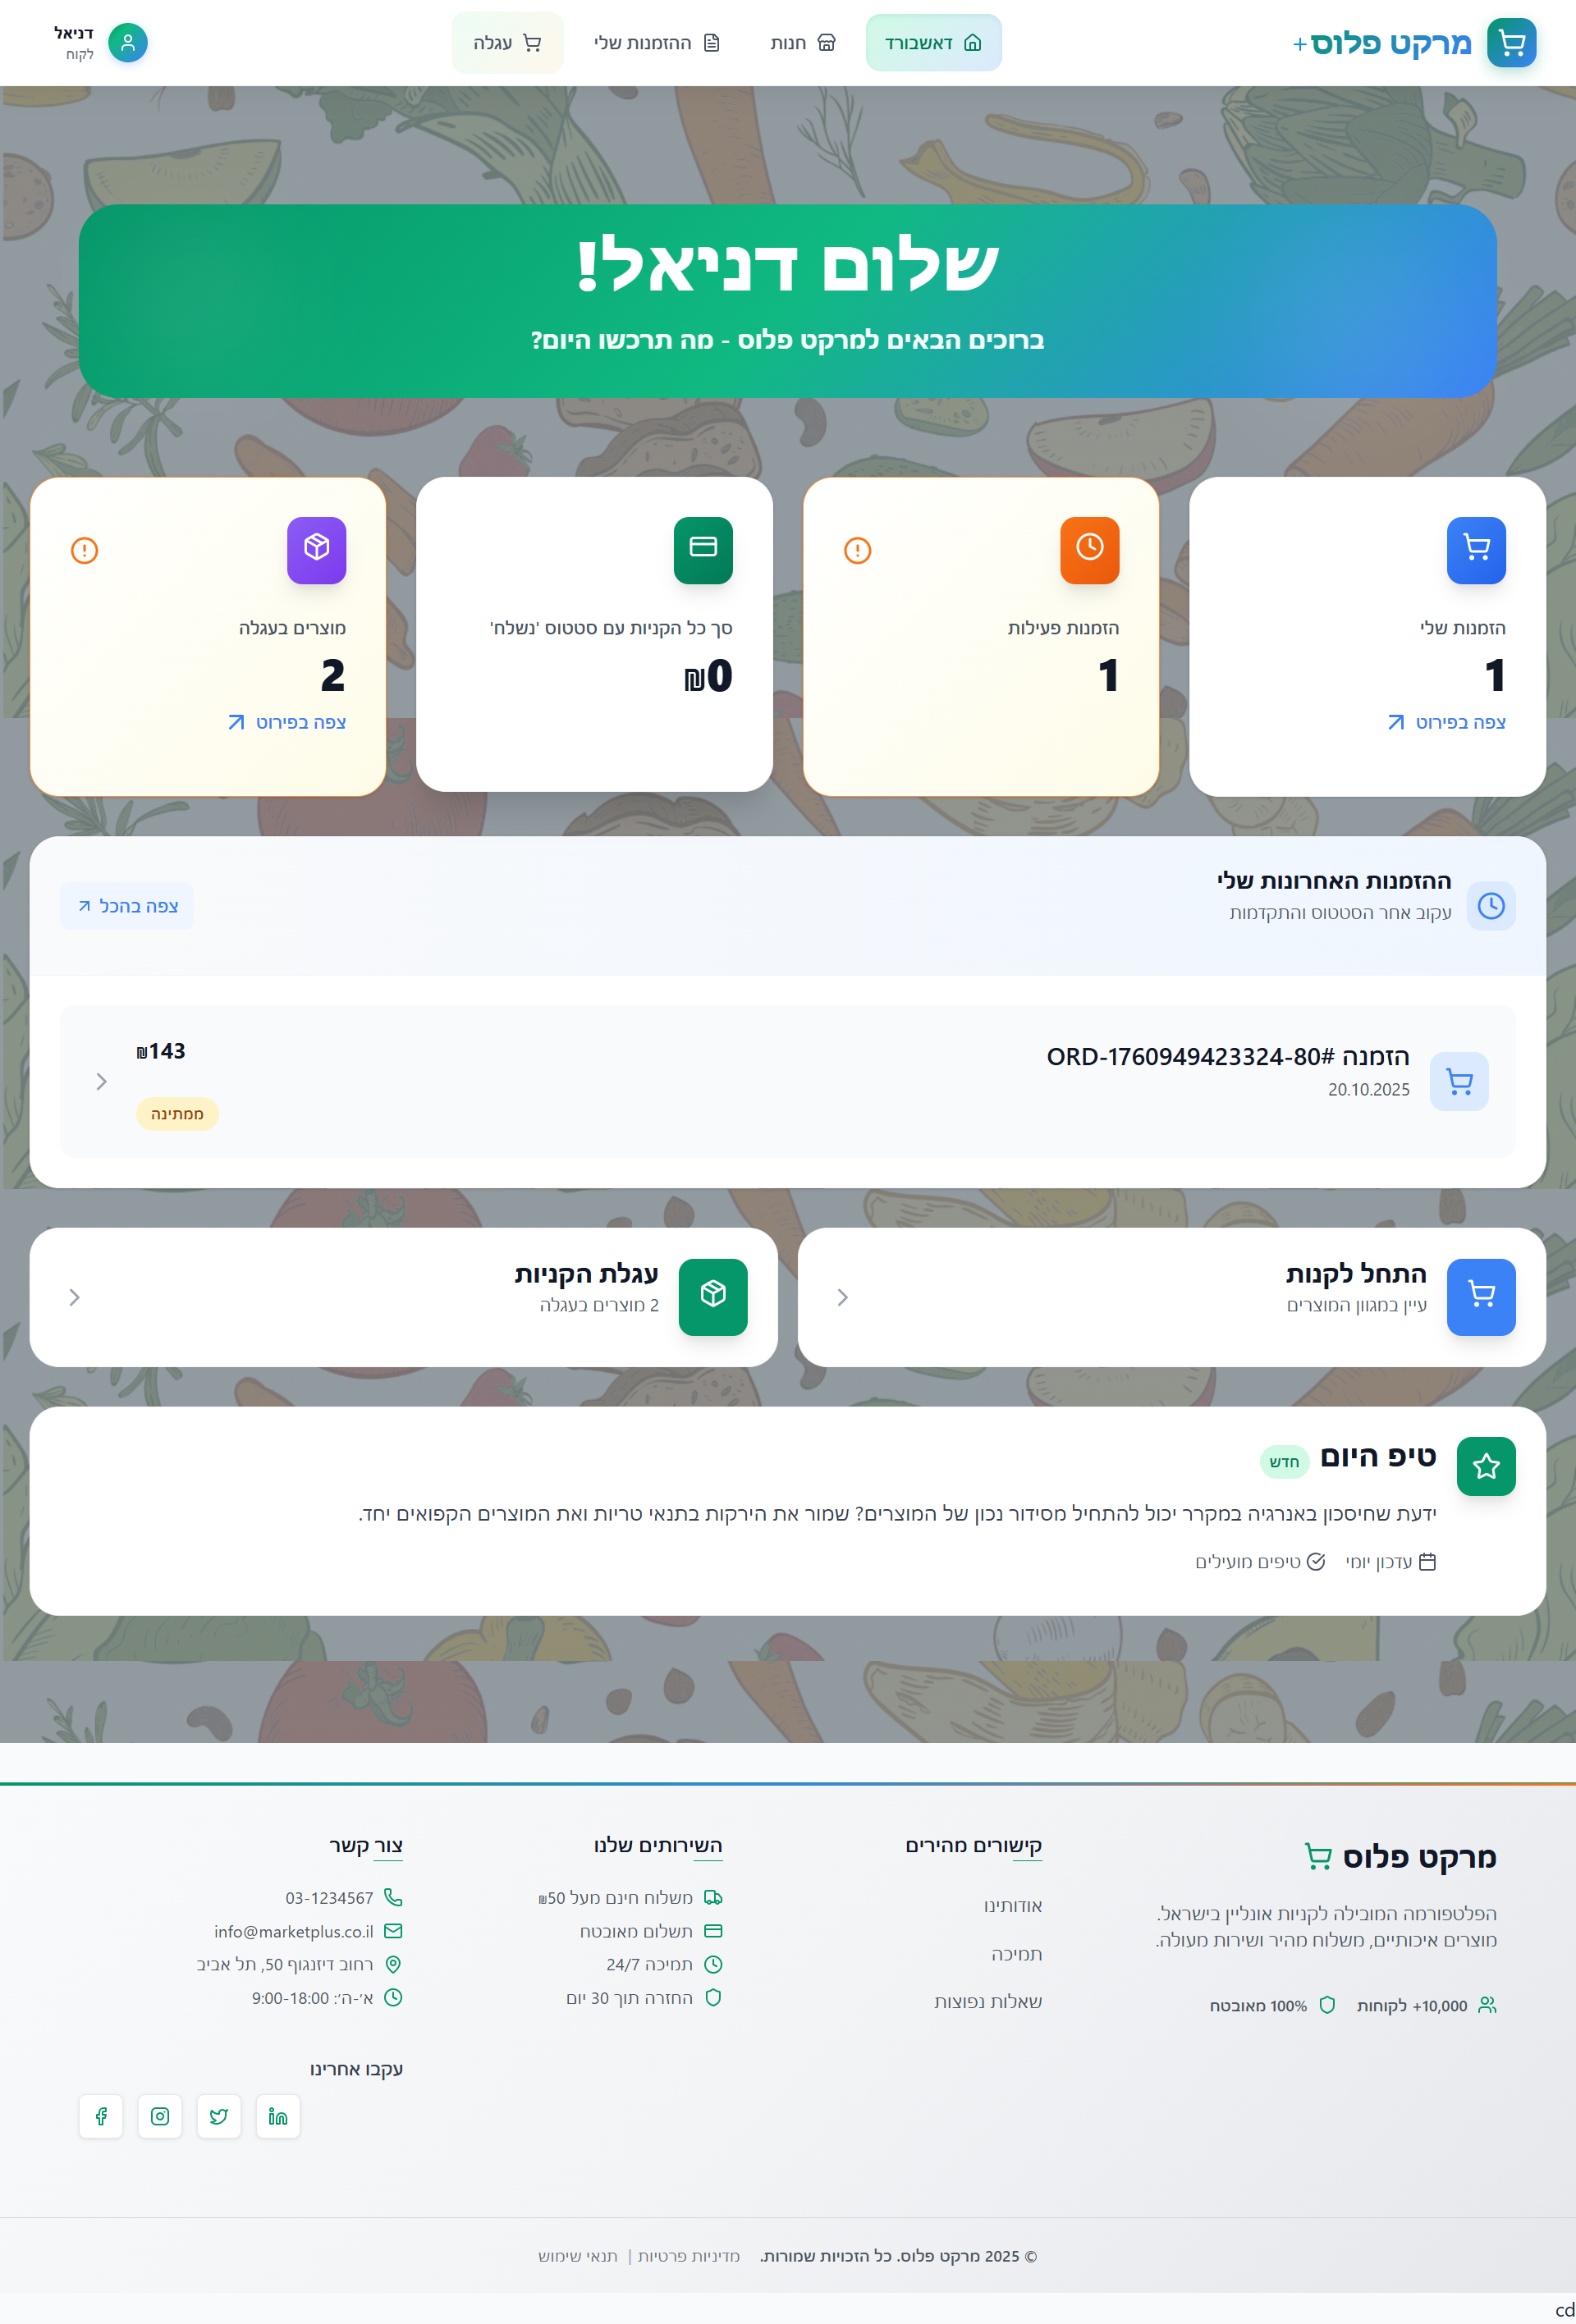 מרקט פלוס+
דאשבורד
חנות
ההזמנות שלי
עגלה
דניאל
לקוח
שלום דניאל!
ברוכים הבאים למרקט פלוס - מה תרכשו היום?
הזמנות שלי
1
צפה בפירוט
הזמנות פעילות
1
סך כל הקניות עם סטטוס 'נשלח'
₪0
מוצרים בעגלה
2
צפה בפירוט
ההזמנות האחרונות שלי
עקוב אחר הסטטוס והתקדמות
צפה בהכל
הזמנה #ORD-1760949423324-80
20.10.2025
₪143
ממתינה
התחל לקנות
עיין במגוון המוצרים
עגלת הקניות
2 מוצרים בעגלה
טיפ היום
חדש
ידעת שחיסכון באנרגיה במקרר יכול להתחיל מסידור נכון של המוצרים? שמור את הירקות בתנאי טריות ואת המוצרים הקפואים יחד.
עדכון יומי
טיפים מועילים
מרקט פלוס
הפלטפורמה המובילה לקניות אונליין בישראל.
מוצרים איכותיים, משלוח מהיר ושירות מעולה.
10,000+ לקוחות
100% מאובטח
קישורים מהירים
אודותינו
תמיכה
שאלות נפוצות
השירותים שלנו
משלוח חינם מעל 50₪
תשלום מאובטח
תמיכה 24/7
החזרה תוך 30 יום
צור קשר
03-1234567
info@marketplus.co.il
רחוב דיזנגוף 50, תל אביב
א׳-ה׳: 9:00-18:00
עקבו אחרינו
© 2025 מרקט פלוס. כל הזכויות שמורות.
מדיניות פרטיות | תנאי שימוש
cd